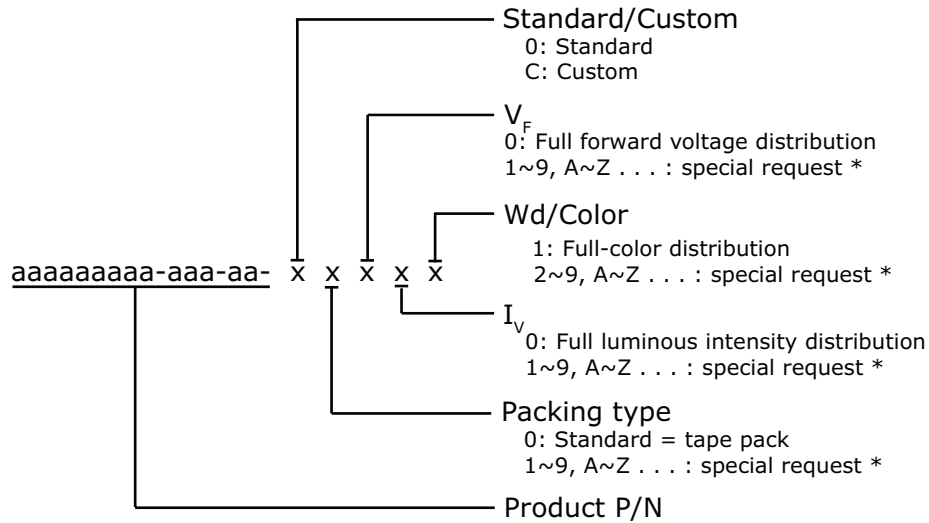 Standard/Custom
0: Standard
C: Custom
VF
0: Full forward voltage distribution
1~9, A~Z . . . : special request *
Wd/Color
1: Full-color distribution
2~9, A~Z . . . : special request *
aaaaaaaaa-aaa-aa- x x x x x
IV
0: Full luminous intensity distribution
1~9, A~Z . . . : special request *
Packing type
0: Standard = tape pack
1~9, A~Z . . . : special request *
Product P/N